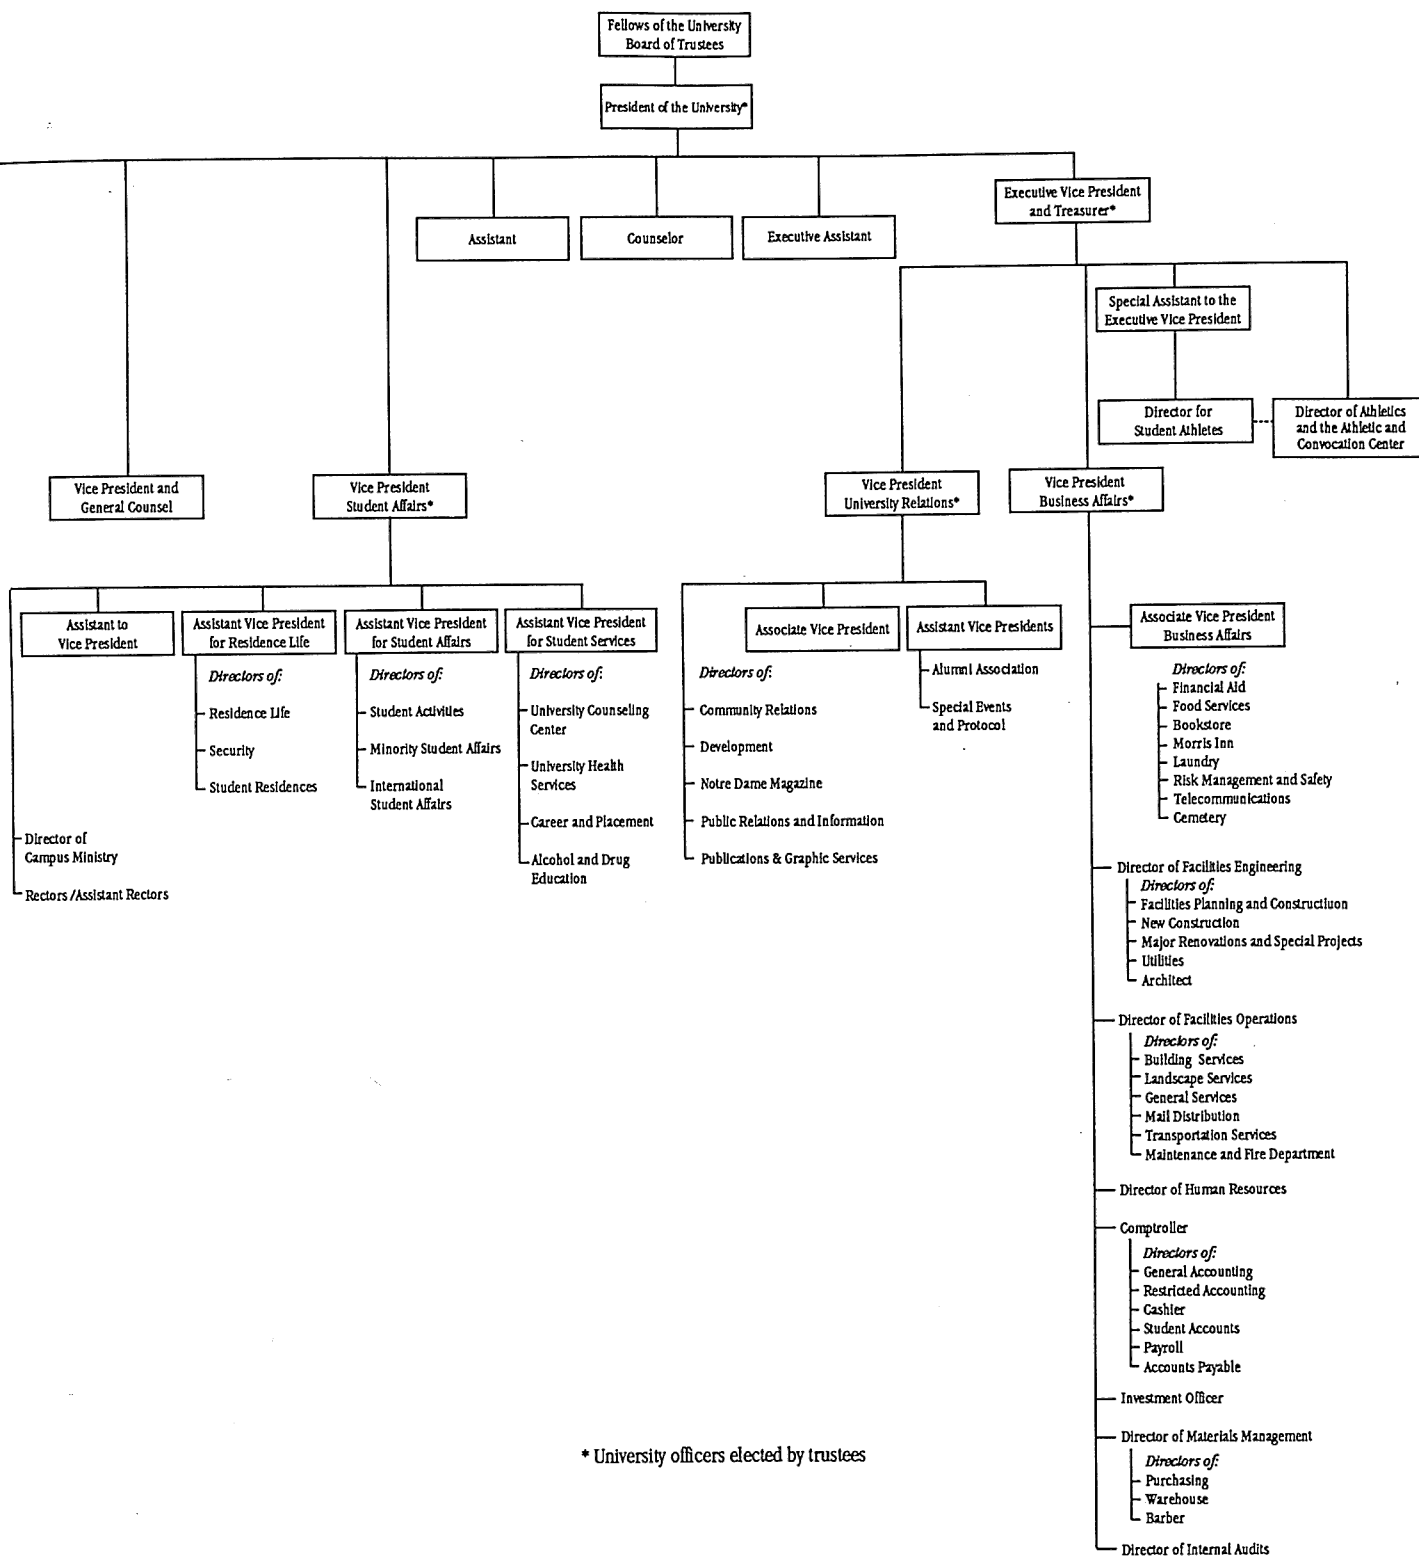 Fellows of the University
Board of Trustees
President of the University*
Executive Vice President
and Treasurer*
Assistant
Counselor
Executive Assistant
Special Assistant to the
Executive Vice President
Director for
Student Athletes
Director of Athletics
and the Athletic and
Convocation Center
Vice President and
General Counsel
Vice President
Student Affairs*
Vice President
University Relations*
Vice President
Business Affairs*
Assistant to
Vice President
Assistant Vice President
for Residence Life
Assistant Vice President
for Student Affairs
Assistant Vice President
for Student Services
Associate Vice President
Assistant Vice Presidents
Associate Vice President
Business Affairs
Director of
Campus Ministry
Rectors/Assistant Rectors
Directors of:
Residence Life
Security
Student Residences
Directors of:
Student Activities
Minority Student Affairs
International
Student Affairs
Directors of:
University Counseling
Center
University Health
Services
Career and Placement
Alcohol and Drug
Education
Directors of:
Community Relations
Development
Notre Dame Magazine
Public Relations and Information
Publications & Graphic Services
Alumni Association
Special Events
and Protocol
Directors of:
Financial Aid
Food Services
Bookstore
Morris Inn
Laundry
Risk Management and Safety
Telecommunications
Cemetery
Director of Facilities Engineering
Directors of:
Facilities Planning and Constructiuon
New Construction
Major Renovations and Special Projects
Utilities
Architect
Director of Facilities Operations
Directors of:
Building Services
Landscape Services
General Services
Mail Distribution
Transportation Services
Maintenance and Fire Department
Director of Human Resources
Comptroller
Directors of:
General Accounting
Restricted Accounting
Cashier
Student Accounts
Payroll
Accounts Payable
Investment Officer
Director of Materials Management
Directors of:
Purchasing
Warehouse
Barber
Director of Internal Audits
* University officers elected by trustees